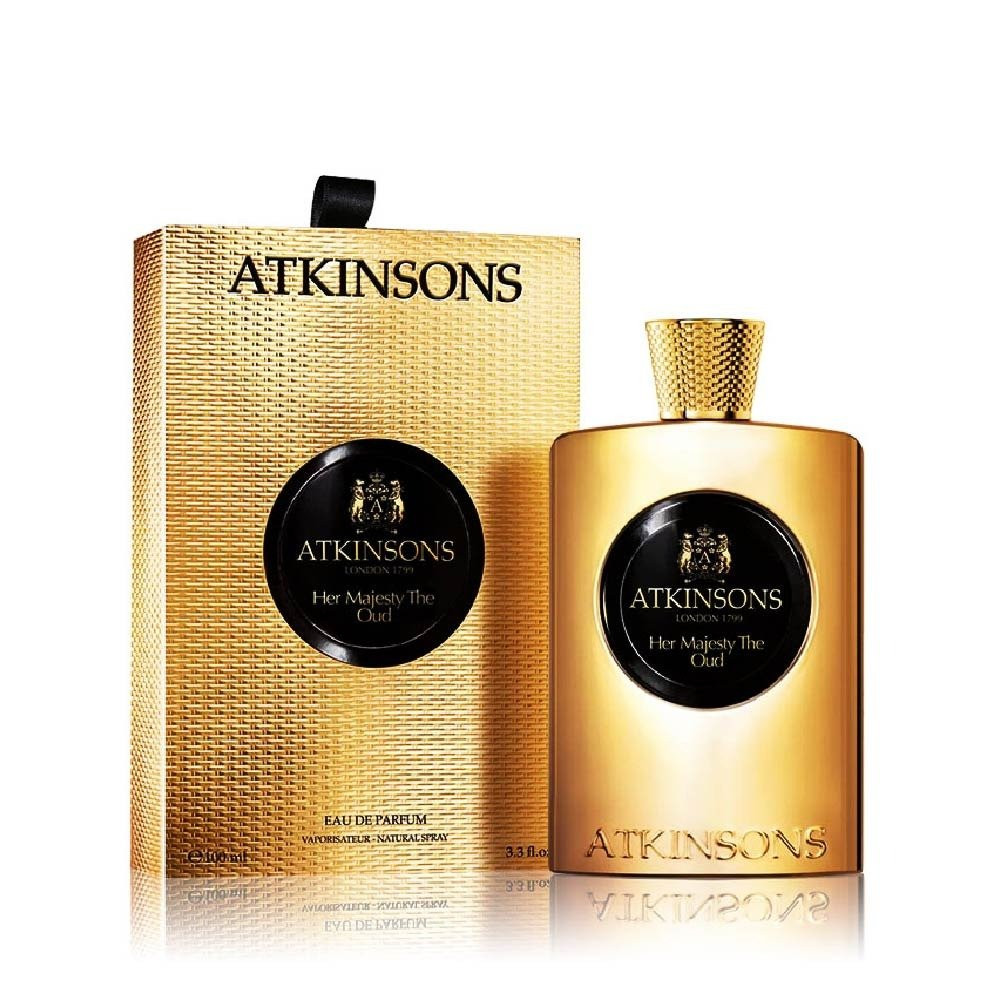 ATKINSONS
A
ATKINSONS
LONDON 1799
Her Majesty The
Oud
EAU DE PARFUM
VAPORISATEUR - NATURAL SPRAY
℮100 ml
3.3 fl.oz
A
ATKINSONS
LONDON 1799
Her Majesty The
Oud
ATKINSONS